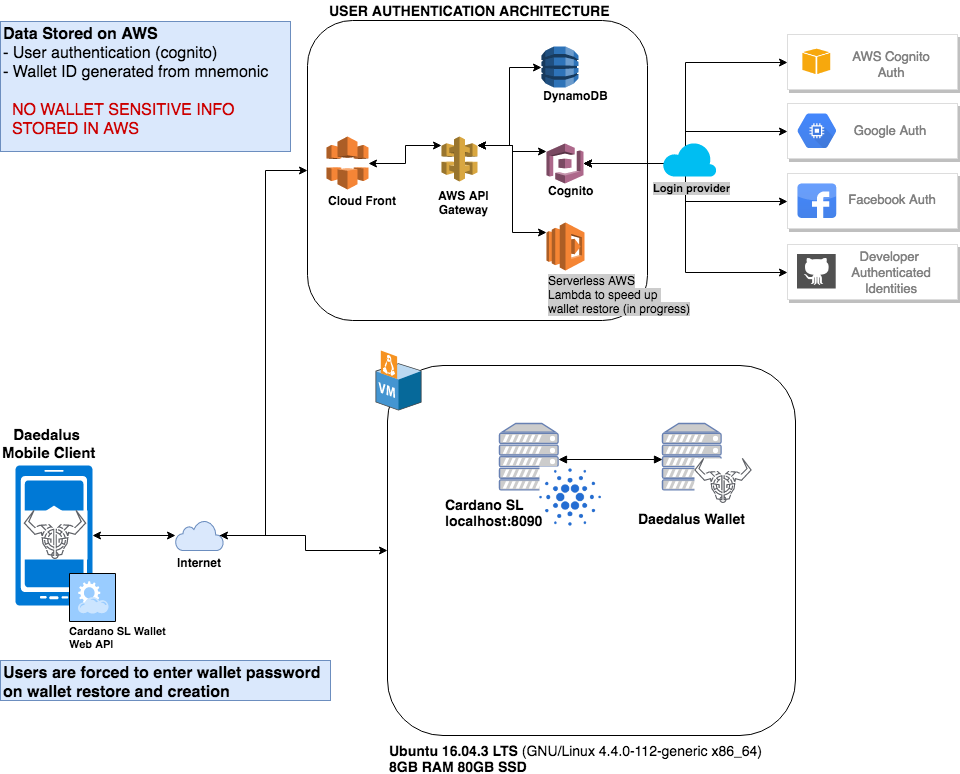 USER AUTHENTICATION ARCHITECTURE
Data Stored on AWS
- User authentication (cognito)
- Wallet ID generated from mnemonic
NO WALLET SENSITIVE INFO
STORED IN AWS
DynamoDB
Cloud Front
AWS API
Gateway
Cognito
Serverless AWS
Lambda to speed up
wallet restore (in progress)
Login provider
AWS Cognito
Auth
Google Auth
Facebook Auth
Developer
Authenticated
Identities
VM
Daedalus
Mobile Client
Internet
Cardano SL Wallet
Web API
Users are forced to enter wallet password
on wallet restore and creation
Cardano SL
localhost:8090
Daedalus Wallet
Ubuntu 16.04.3 LTS (GNU/Linux 4.4.0-112-generic x86_64)
8GB RAM 80GB SSD